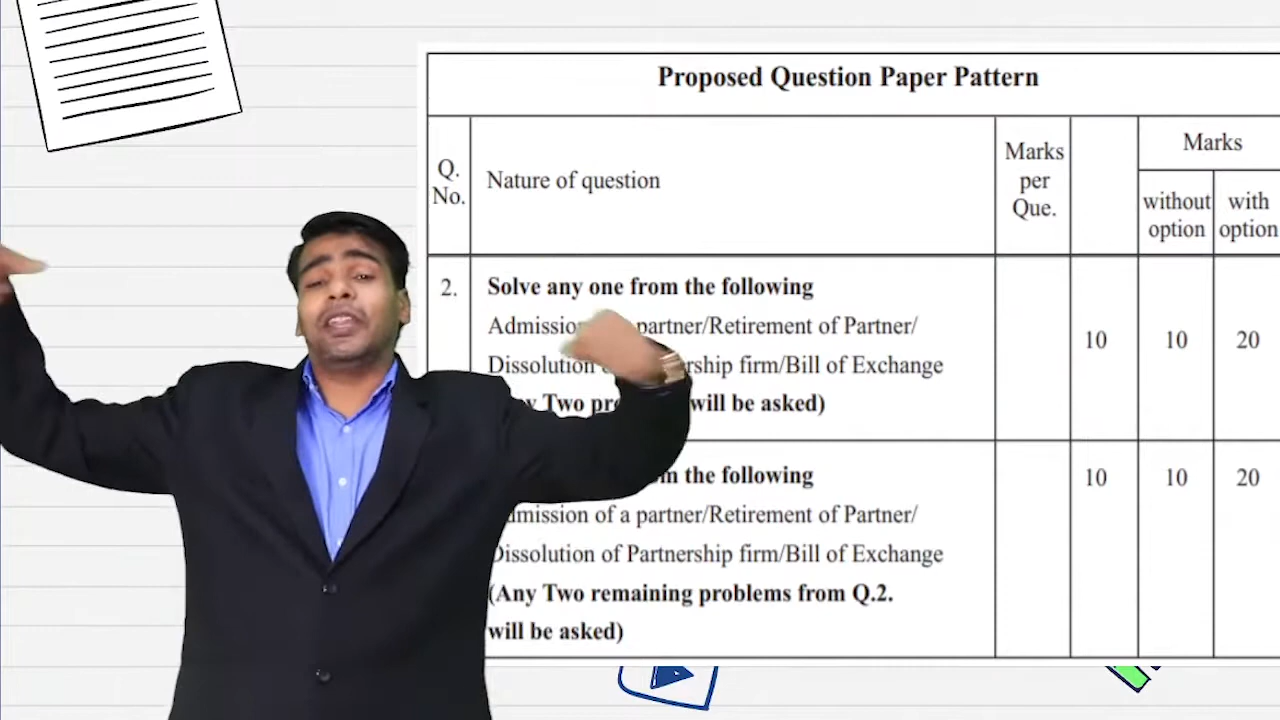 Proposed Question Paper Pattern
Q. No.
Nature of question
Marks per Que.
Marks
without option
with option
2.
Solve any one from the following
partner/Retirement of Partner/
Dissolution firm/Bill of Exchange
Two will be asked)
10
10
20
the following
of a partner/Retirement of Partner/
Dissolution of Partnership firm/Bill of Exchange
(Any Two remaining problems from Q.2.
will be asked)
10
10
20